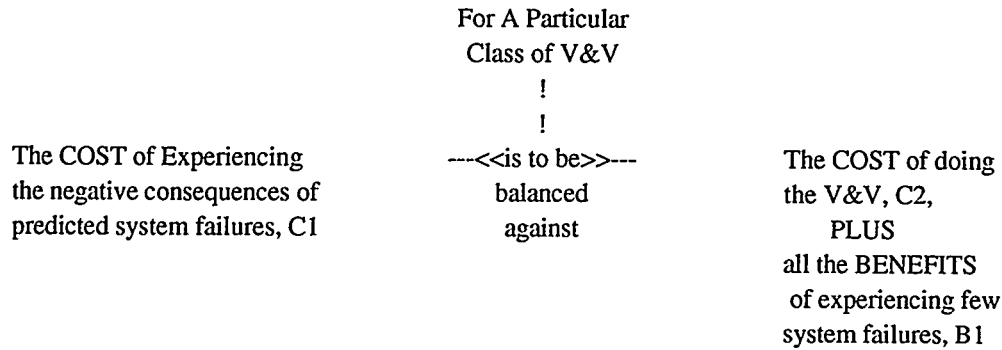 For A Particular
Class of V&V
!
!
The COST of Experiencing
the negative consequences of
predicted system failures, C1
---<<is to be>>---
balanced
against
The COST of doing
the V&V, C2,
PLUS
all the BENEFITS
of experiencing few
system failures, B1